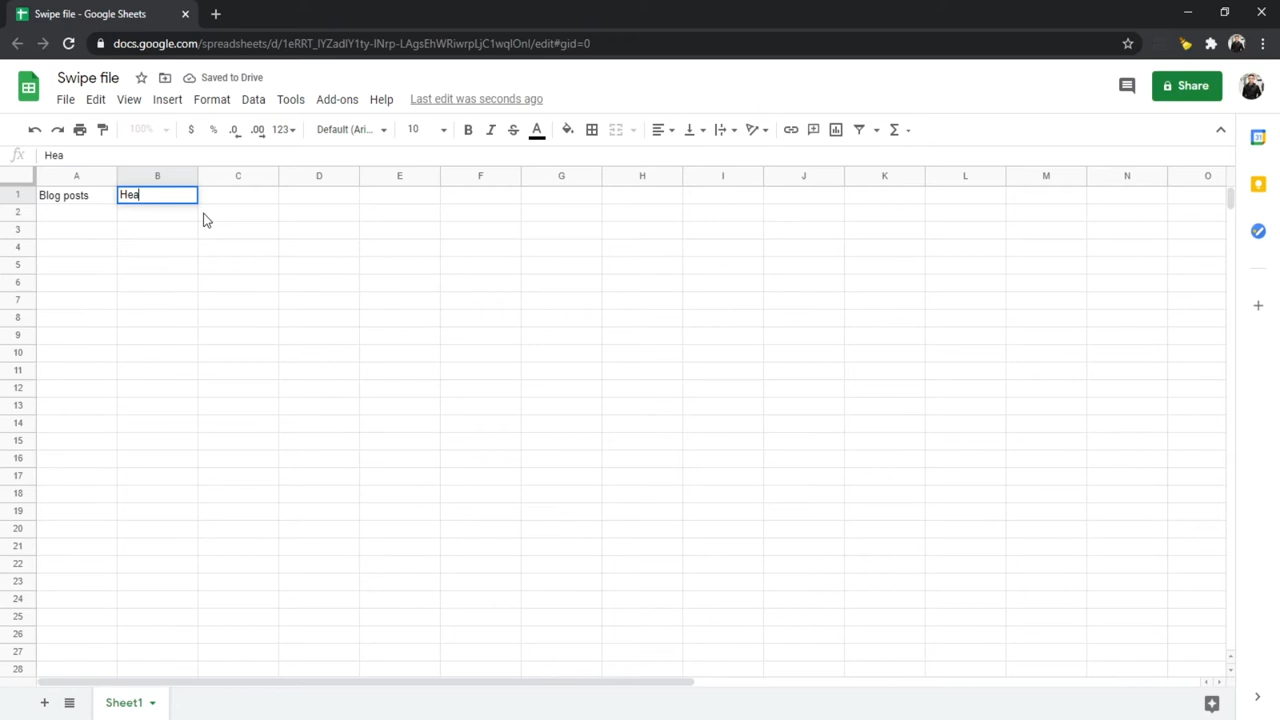 Swipe file - Google Sheets
docs.google.com/spreadsheets/d/1eRRT_lYZadlY1ty-lNrp-LAgsEhWRiwrpLjC1wqlOnI/edit#gid=0
Swipe file
Saved to Drive
File Edit View Insert Format Data Tools Add-ons Help Last edit was seconds ago
Share
100% $ % .0 .00 123 Default (Ari... 10 B I S A
fx Hea
A B C D E F G H I J K L M N O
1 Blog posts Hea
2
3
4
5
6
7
8
9
10
11
12
13
14
15
16
17
18
19
20
21
22
23
24
25
26
27
28
Sheet1